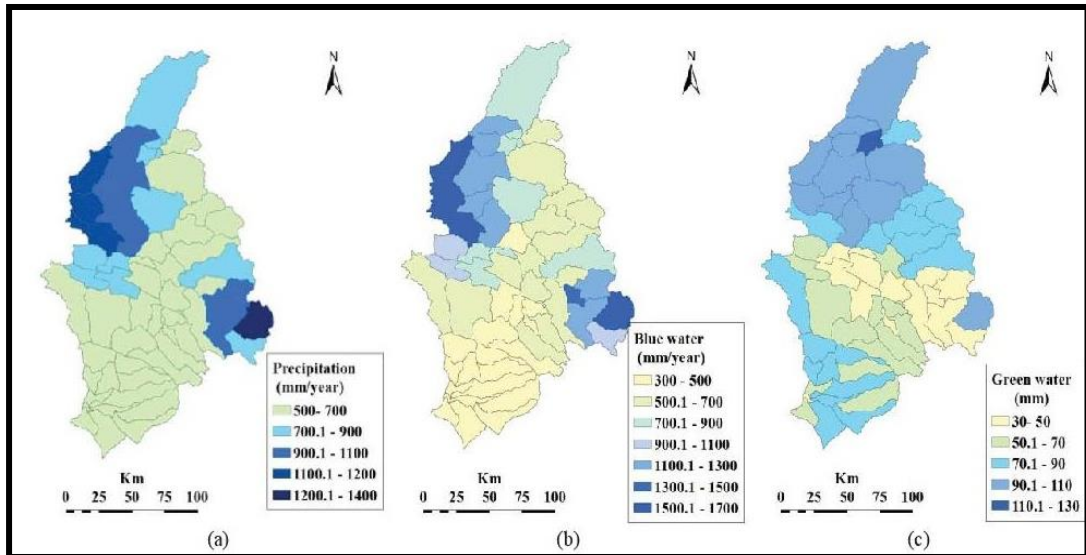 N
N
N
Precipitation
(mm/year)
500- 700
700.1 - 900
900.1 - 1100
1100.1 - 1200
1200.1 - 1400
Blue water
(mm/year)
300 - 500
500.1 - 700
700.1 - 900
900.1 - 1100
1100.1 - 1300
1300.1 - 1500
1500.1 - 1700
Green water
(mm)
30- 50
50.1 - 70
70.1 - 90
90.1 - 110
110.1 - 130
Km
0 25 50 75 100
Km
0 25 50 75 100
Km
0 25 50 75 100
(a)
(b)
(c)